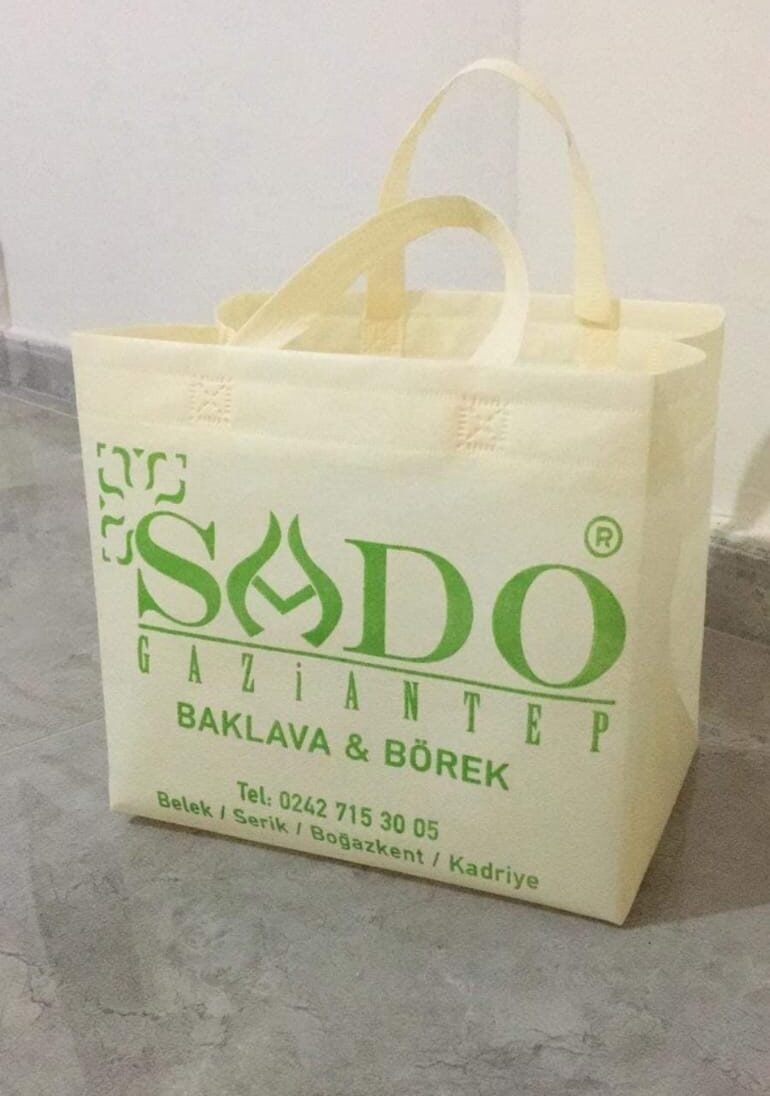 SADO ®
GAZiANTEP
BAKLAVA & BÖREK
Tel: 0242 715 30 05
Belek / Serik / Boğazkent / Kadriye